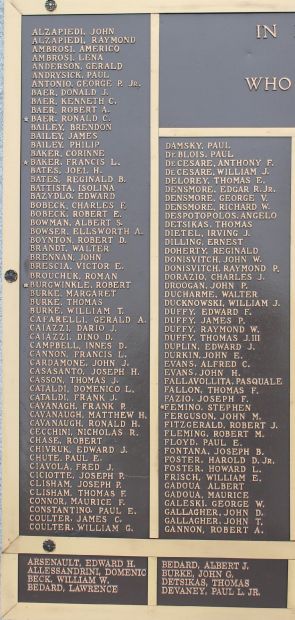 ALZAPIEDI, JOHN
ALZAPIEDI, RAYMOND
AMBROSI, AMERICO
AMBROSI, LENA
ANDERSON, GERALD
ANDRYSICK, PAUL
ANTONIO, GEORGE P. JR.
BAER, DONALD J.
BAER, KENNETH C.
BAER, ROBERT A.
* BAER, RONALD C.
BAILEY, BRENDON
BAILEY, JAMES
BAILEY, PHILIP
BAKER, CORINNE
* BAKER, FRANCIS L.
BATES, JOEL H.
BATES, REGINALD B.
BATTISTA, ISOLINA
BAZYDLO, EDWARD
BOBECK, CHARLES F.
BOBECK, ROBERT E.
BOWMAN, ALBERT S.
BOWSER, ELLSWORTH A.
BOYNTON, ROBERT D.
BRANDT, WALTER
BRENNAN, JOHN
BRESCIA, VICTOR E.
BROUCHUK, ROMAN
* BURGWINKLE, ROBERT
BURKE, MARGARET
BURKE, THOMAS
BURKE, WILLIAM T.
CAFARELLI, GERALD A.
CAIAZZI, DARIO J.
CAIAZZI, DINO D.
CAMPBELL, INNES D.
CANNON, FRANCIS L.
CARDAMONE, JOHN J.
CASASANTO, JOSEPH H.
CASSON, THOMAS J.
CATALDI, DOMENICO L.
CATALDI, FRANK J.
CAVANAGH, FRANK R.
CAVANAUGH, MATTHEW H.
CAVANAUGH, RONALD H.
CECCHINI, NICHOLAS R.
CHASE, ROBERT
CHIVRUK, EDWARD J.
CHUTE, PAUL E.
CIAVOLA, FRED J.
CICIOTTE, JOSEPH P.
CLISHAM, JOSEPH P.
CLISHAM, THOMAS F.
CONNOR, MAURICE F.
CONSTANTINO, PAUL E.
COULTER, JAMES C.
COULTER, WILLIAM G.
IN
WHO
DAMSKY, PAUL
DE BLOIS, PAUL
DE CESARE, ANTHONY F.
DE CESARE, WILLIAM J.
DELOREY, THOMAS E.
DENSMORE, EDGAR R. JR.
DENSMORE, GEORGE V.
DENSMORE, RICHARD W.
DESPOTOPOLOS, ANGELO
DETSIKAS, THOMAS
DIETEL, IRVING J.
DILLING, ERNEST
DOHERTY, REGINALD
DONISVITCH, JOHN W.
DONISVITCH, RAYMOND P.
DORAZIO, CHARLES J.
DROOGAN, JOHN P.
DUCHARME, WALTER
DUCKNOWSKI, WILLIAM J.
DUFFY, EDWARD F.
DUFFY, JAMES P.
DUFFY, RAYMOND W.
DUFFY, THOMAS J. III
DUPLIN, EDWARD J.
DURKIN, JOHN E.
EVANS, ALFRED C.
EVANS, JOHN H.
FALLAVOLLITA, PASQUALE
FALLON, THOMAS F.
FAZIO, JOSEPH F.
* FEMINO, STEPHEN
FERGUSON, JOHN M.
FITZGERALD, ROBERT J.
FLEMING, ROBERT M.
FLOYD, PAUL E.
FONTANA, JOSEPH B.
FOSTER, HAROLD D. JR.
FOSTER, HOWARD L.
FRISCH, WILLIAM E.
GADOUA, ALBERT
GADOUA, MAURICE
GALESKI, GEORGE W.
GALLAGHER, JOHN D.
GALLAGHER, JOHN T.
GANNON, ROBERT A.
ARSENAULT, EDWARD H.
ALLESSANDRINI, DOMENIC
BECK, WILLIAM W.
BEDARD, LAWRENCE
BEDARD, ALBERT J.
BURKE, JOHN G.
DETSIKAS, THOMAS
DEVANEY, PAUL L. JR.